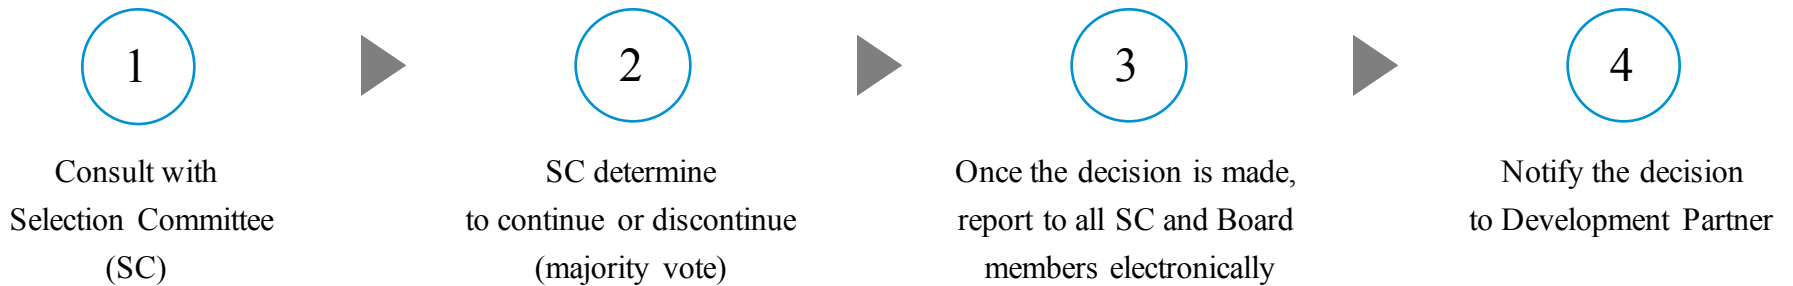 1
Consult with
Selection Committee
(SC)
2
SC determine
to continue or discontinue
(majority vote)
3
Once the decision is made,
report to all SC and Board
members electronically
4
Notify the decision
to Development Partner